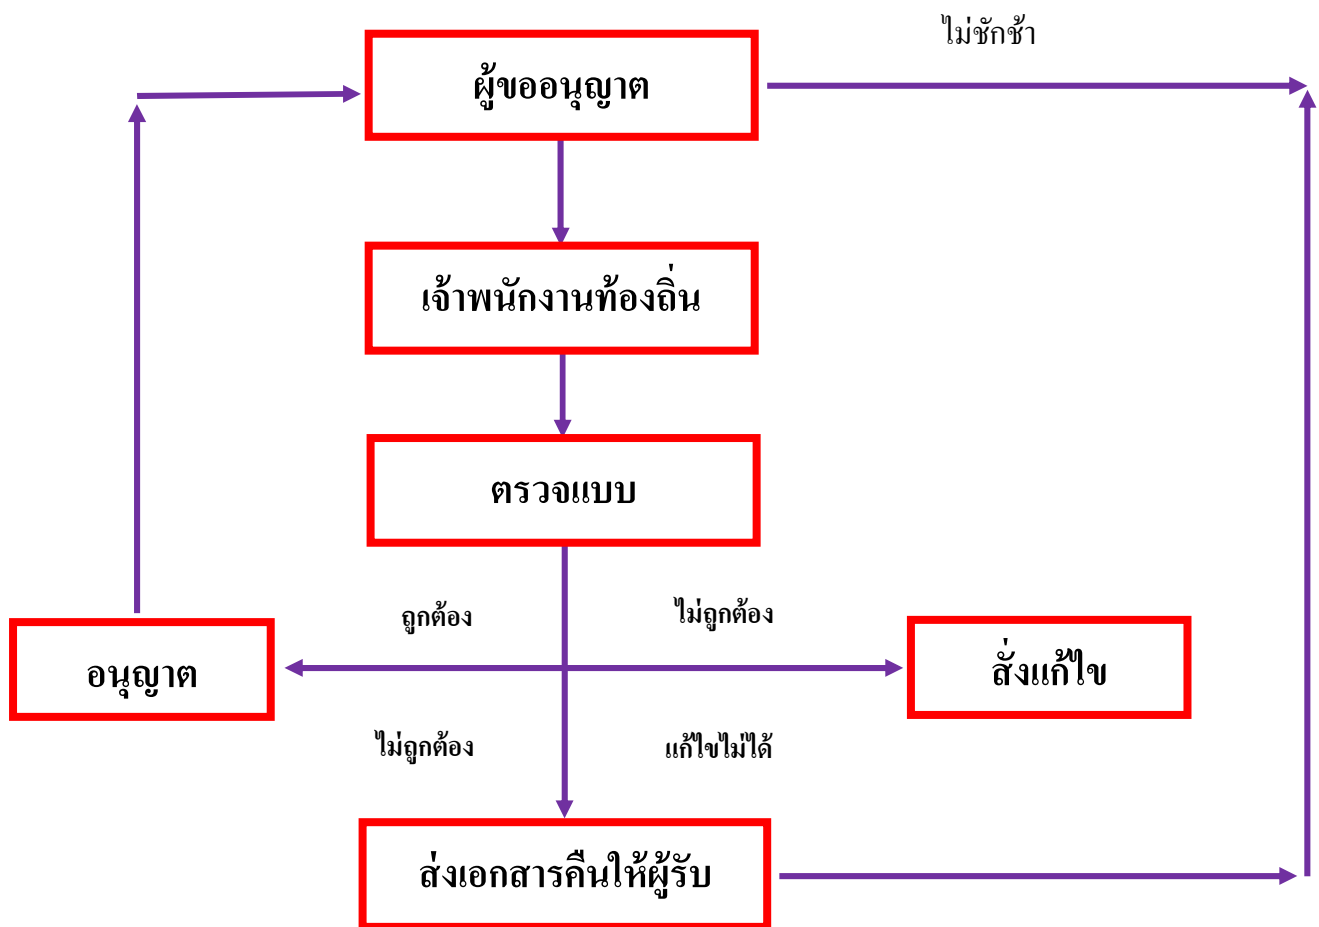 ไม่ชักช้า
ผู้ขออนุญาต
เจ้าพนักงานท้องถิ่น
ตรวจแบบ
ถูกต้อง
ไม่ถูกต้อง
อนุญาต
สั่งแก้ไข
ไม่ถูกต้อง
แก้ไขไม่ได้
ส่งเอกสารคืนให้ผู้รับ